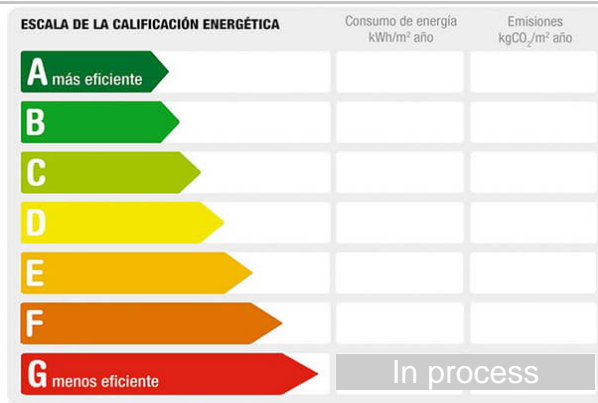 ESCALA DE LA CALIFICACIÓN ENERGÉTICA
Consumo de energía
kWh/m² año
Emisiones
kgCO₂/m² año
A más eficiente
B
C
D
E
F
G menos eficiente
In process